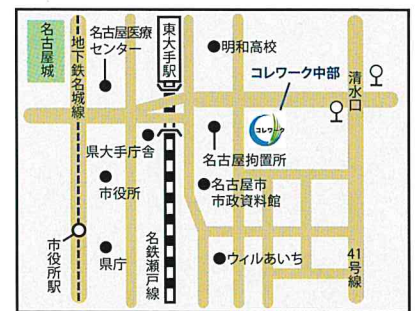 名古屋城
地下鉄名城線
名古屋医療
センター
東大手駅
明和高校
コレワーク中部
清水口
コレワーク
県大手庁舎
名古屋拘置所
市役所
名古屋市
市政資料館
市役所駅
県庁
名鉄瀬戸線
ウィルあいち
41号線